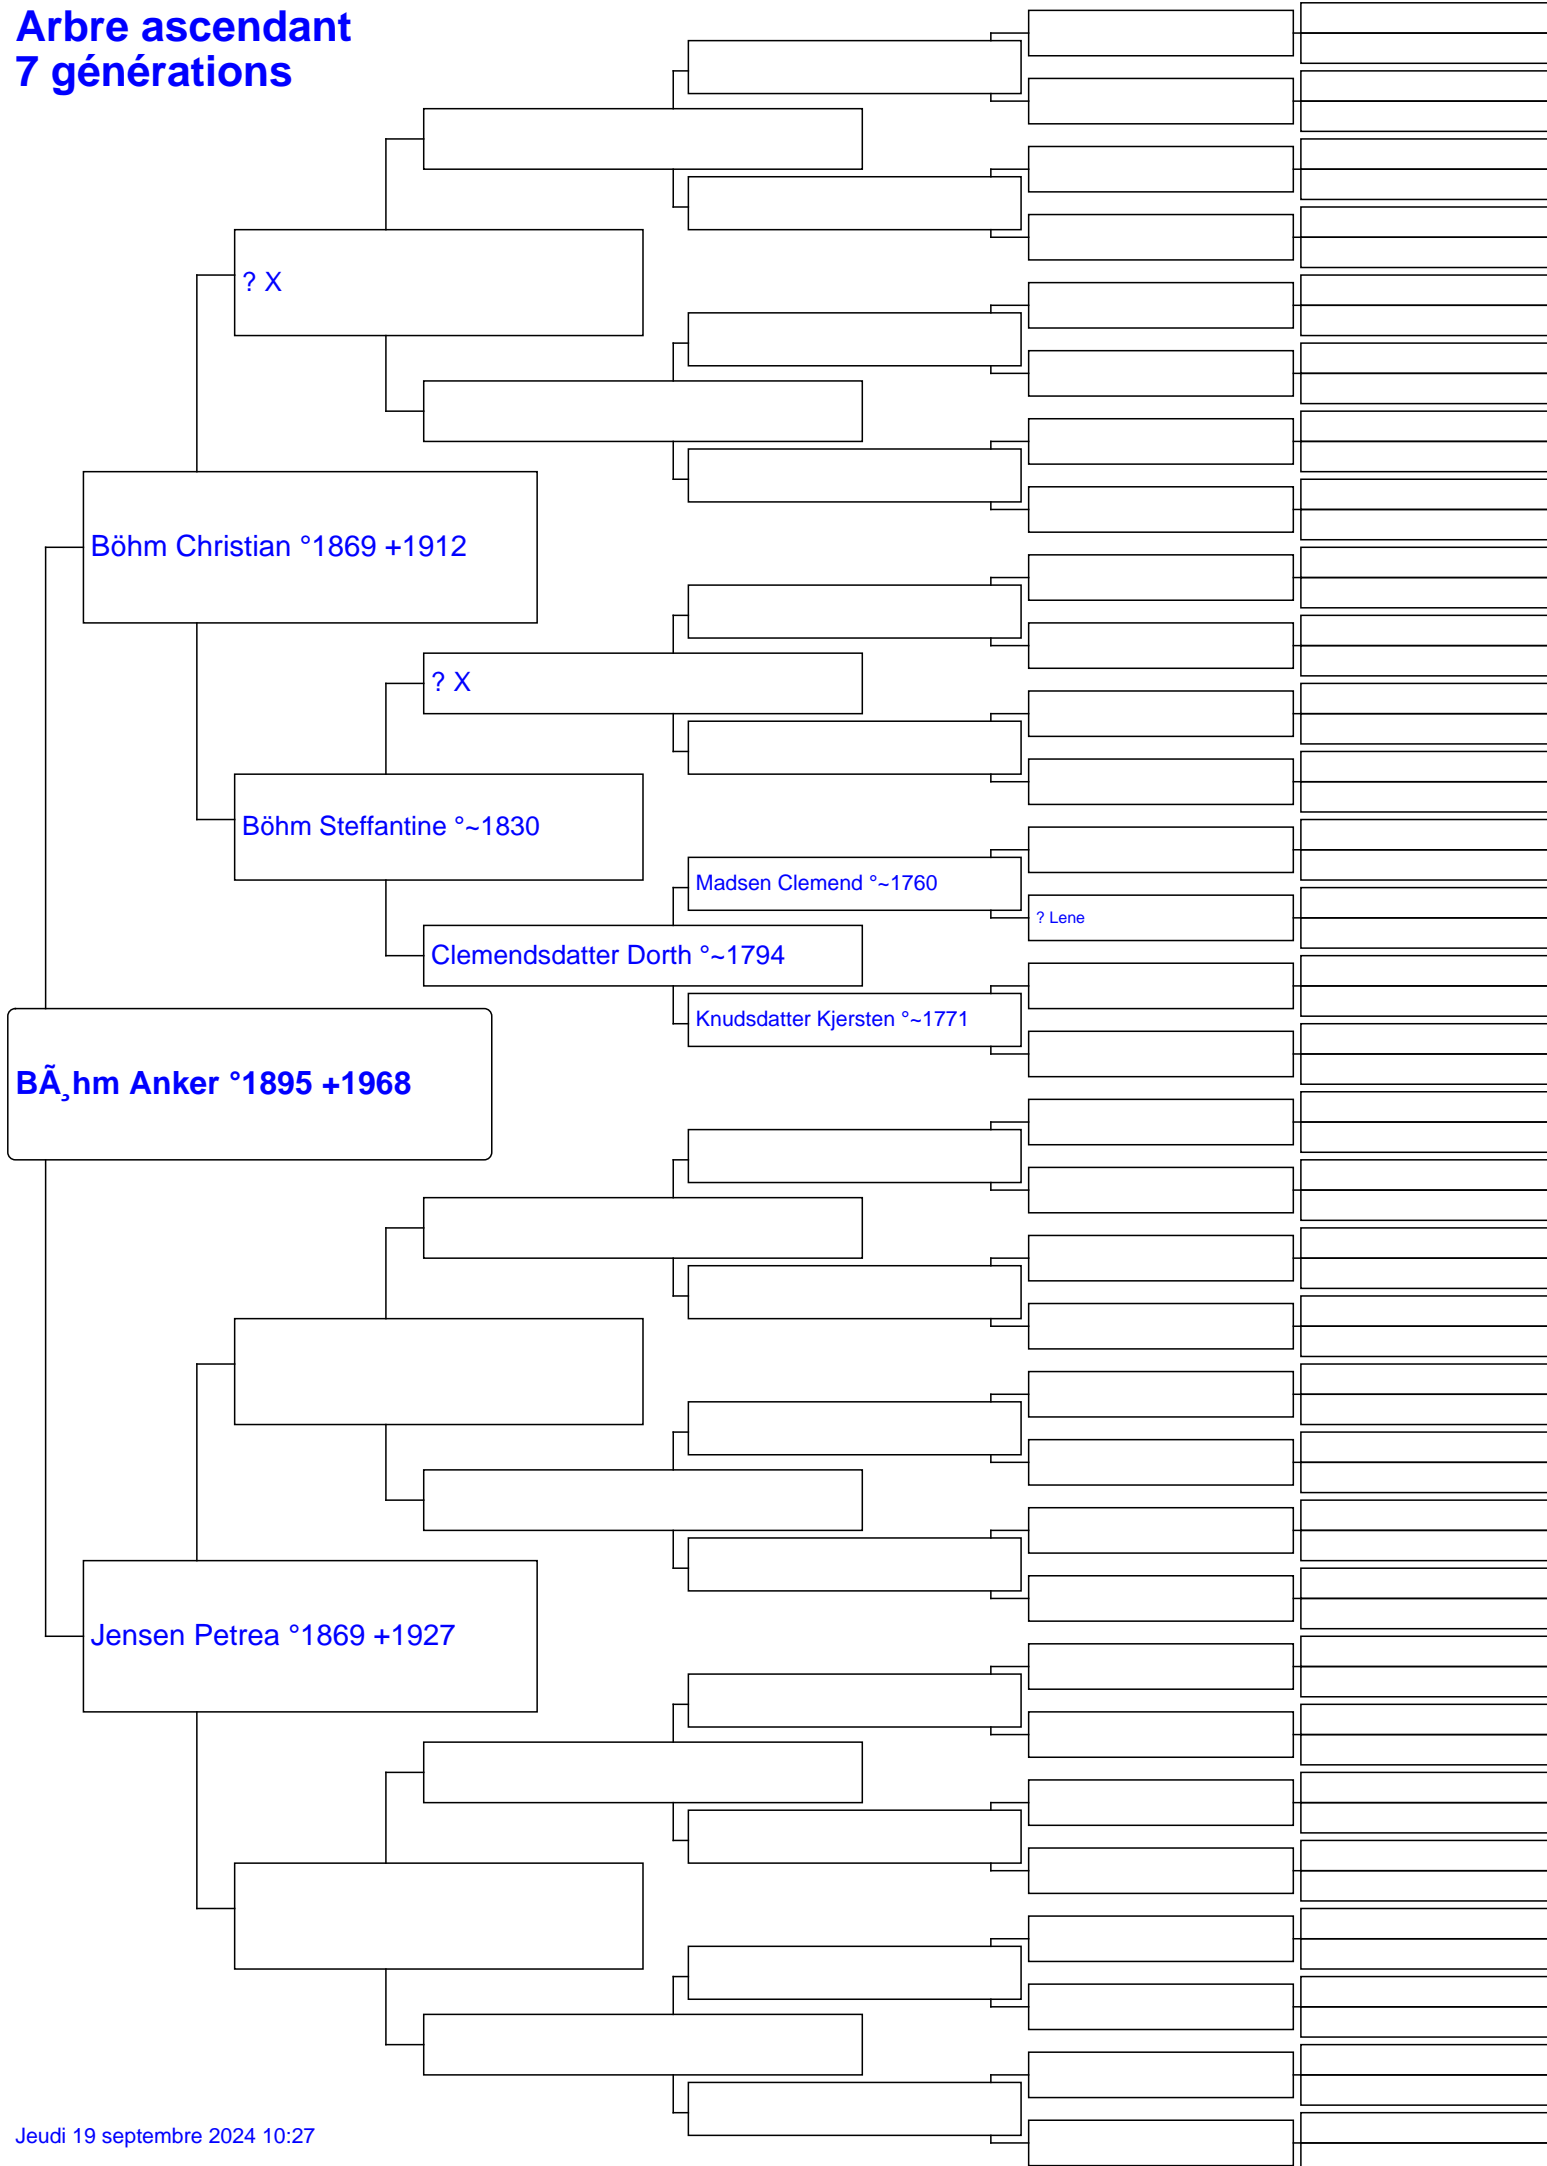 Arbre ascendant
7 générations
? X
Böhm Christian °1869 +1912
? X
Böhm Steffantine °~1830
Madsen Clemend °~1760
? Lene
Clemendsdatter Dorth °~1794
Knudsdatter Kjersten °~1771
BÃ¸hm Anker °1895 +1968
Jensen Petrea °1869 +1927
Jeudi 19 septembre 2024 10:27